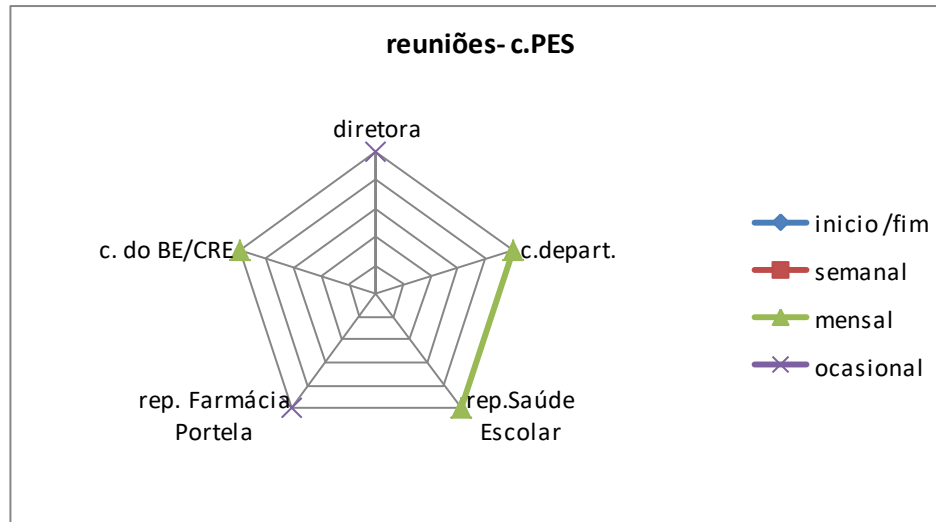 reuniões- c.PES
diretora
c. do BE/CRE
c.depart.
rep. Farmácia
Portela
rep.Saúde
Escolar
inicio /fim
semanal
mensal
ocasional